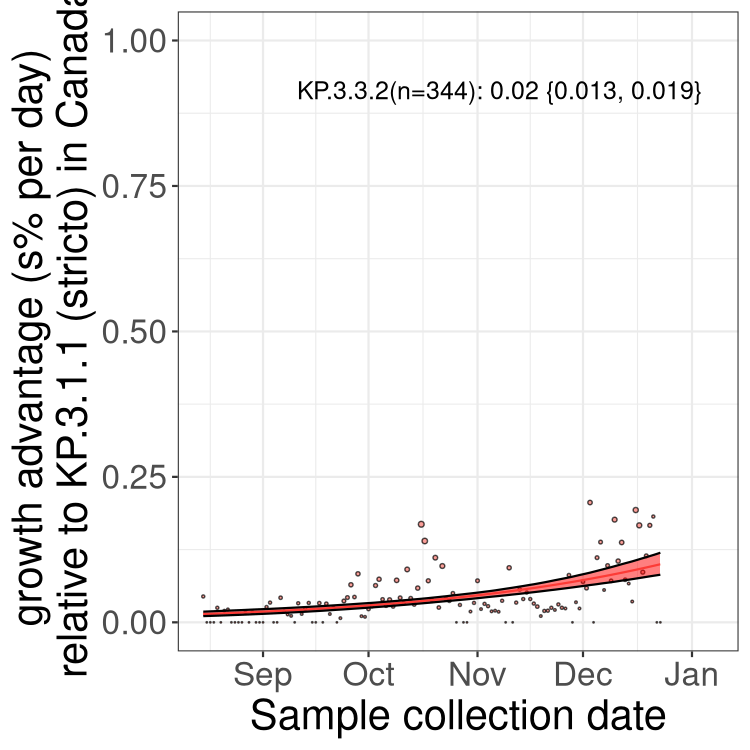 growth advantage (s% per day)
relative to KP.3.1.1 (stricto) in Canada
1.00
0.75
0.50
0.25
0.00
KP.3.3.2(n=344): 0.02 {0.013, 0.019}
Sep Oct Nov Dec Jan
Sample collection date